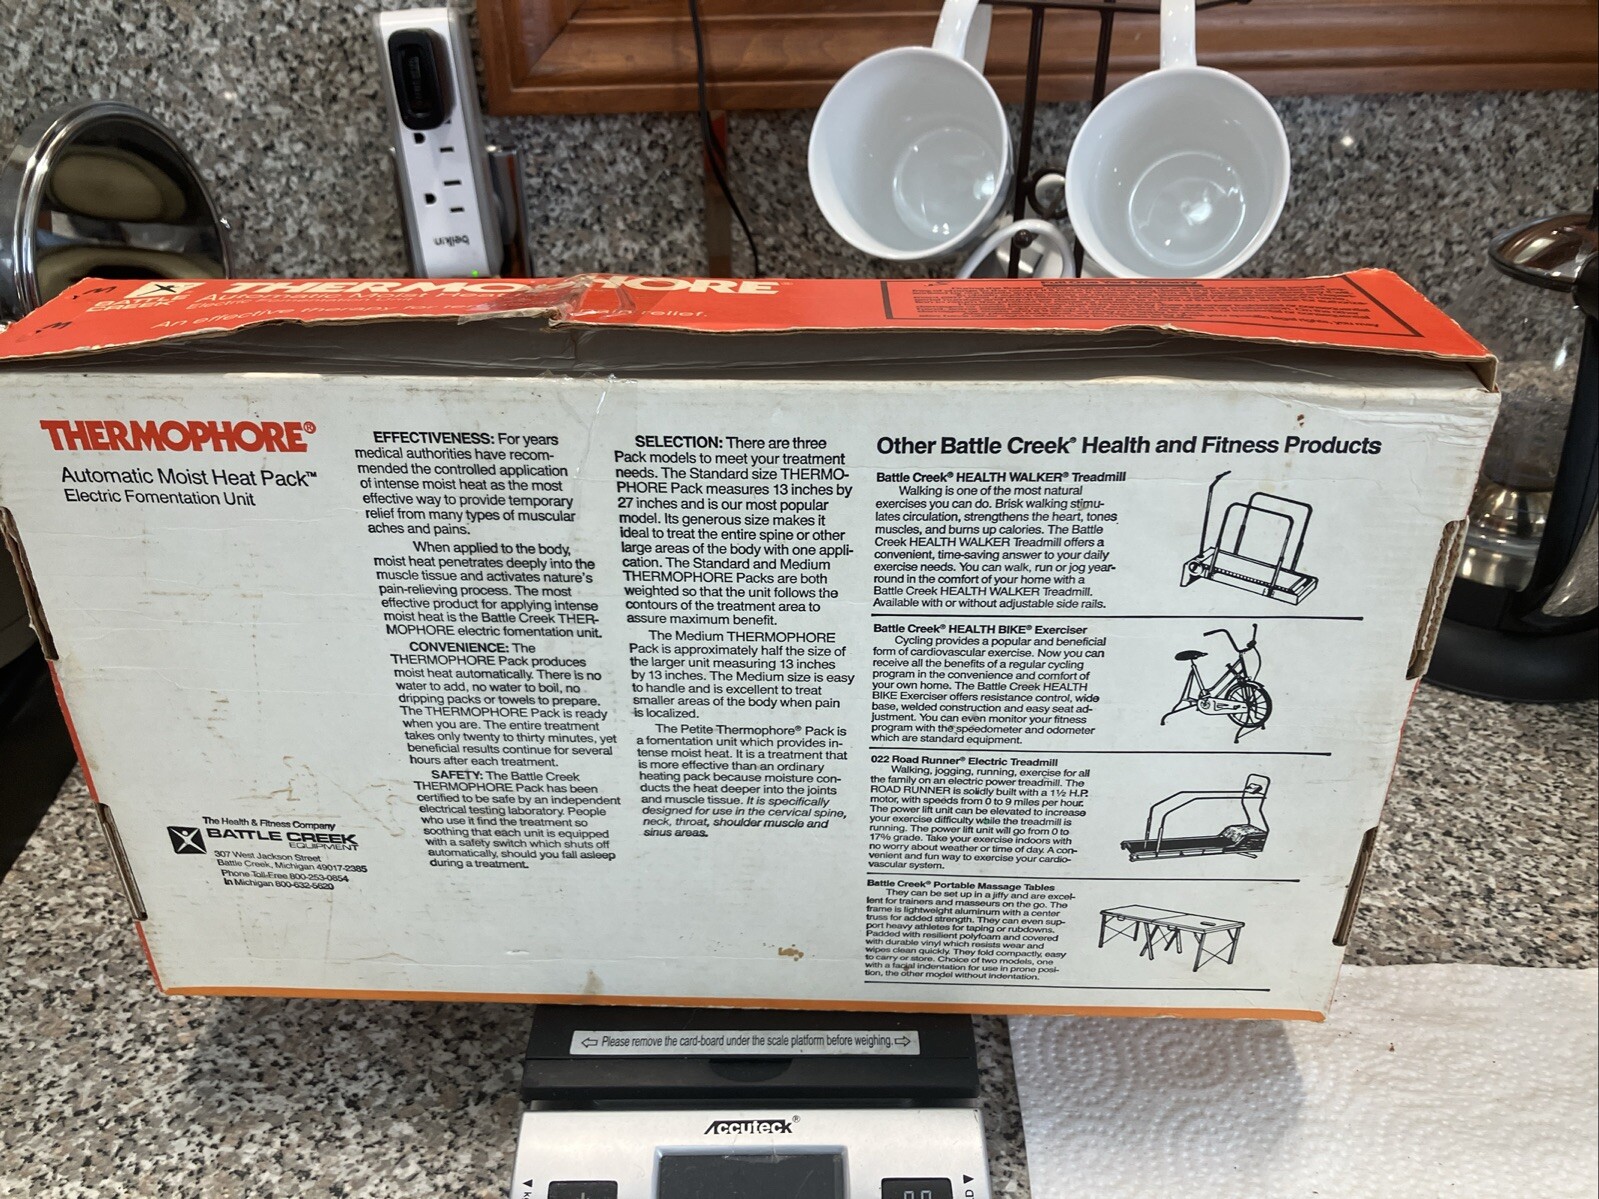 belkin
THERMOPHORE
BATTLE
CREEK
Automatic Moist Heat
An effective therapy for
pain relief.
Full One Year Warranty
THERMOPHORE®
Automatic Moist Heat Pack™
Electric Fomentation Unit
The Health & Fitness Company
BATTLE CREEK
EQUIPMENT
307 West Jackson Street
Battle Creek, Michigan 49017-2385
Phone Toll-Free 800-253-0854
In Michigan 800-632-5620
EFFECTIVENESS: For years
medical authorities have recom-
mended the controlled application
of intense moist heat as the most
effective way to provide temporary
relief from many types of muscular
aches and pains.
When applied to the body,
moist heat penetrates deeply into the
muscle tissue and activates nature's
pain-relieving process. The most
effective product for applying intense
moist heat is the Battle Creek THER-
MOPHORE electric fomentation unit.
CONVENIENCE: The
THERMOPHORE Pack produces
moist heat automatically. There is no
water to add, no water to boil, no
dripping packs or towels to prepare.
The THERMOPHORE Pack is ready
when you are. The entire treatment
takes only twenty to thirty minutes, yet
beneficial results continue for several
hours after each treatment.
SAFETY: The Battle Creek
THERMOPHORE Pack has been
certified to be safe by an independent
electrical testing laboratory. People
who use it find the treatment so
soothing that each unit is equipped
with a safety switch which shuts off
automatically, should you fall asleep
during a treatment.
SELECTION: There are three
Pack models to meet your treatment
needs. The Standard size THERMO-
PHORE Pack measures 13 inches by
27 inches and is our most popular
model. Its generous size makes it
ideal to treat the entire spine or other
large areas of the body with one appli-
cation. The Standard and Medium
THERMOPHORE Packs are both
weighted so that the unit follows the
contours of the treatment area to
assure maximum benefit.
The Medium THERMOPHORE
Pack is approximately half the size of
the larger unit measuring 13 inches
by 13 inches. The Medium size is easy
to handle and is excellent to treat
smaller areas of the body when pain
is localized.
The Petite Thermophore® Pack is
a fomentation unit which provides in-
tense moist heat. It is a treatment that
is more effective than an ordinary
heating pack because moisture con-
ducts the heat deeper into the joints
and muscle tissue. It is specifically
designed for use in the cervical spine,
neck, throat, shoulder muscle and
sinus areas.
Other Battle Creek® Health and Fitness Products
Battle Creek® HEALTH WALKER® Treadmill
Walking is one of the most natural
exercises you can do. Brisk walking stimu-
lates circulation, strengthens the heart, tones
muscles, and burns up calories. The Battle
Creek HEALTH WALKER Treadmill offers a
convenient, time-saving answer to your daily
exercise needs. You can walk, run or jog year-
round in the comfort of your home with a
Battle Creek HEALTH WALKER Treadmill.
Available with or without adjustable side rails.
Battle Creek® HEALTH BIKE® Exerciser
Cycling provides a popular and beneficial
form of cardiovascular exercise. Now you can
receive all the benefits of a regular cycling
program in the convenience and comfort of
your own home. The Battle Creek HEALTH
BIKE Exerciser offers resistance control, wide
base, welded construction and easy seat ad-
justment. You can even monitor your fitness
program with the speedometer and odometer
which are standard equipment.
022 Road Runner® Electric Treadmill
Walking, jogging, running, exercise for all
the family on an electric power treadmill. The
ROAD RUNNER is solidly built with a 1½ H.P.
motor, with speeds from 0 to 9 miles per hour.
The power lift unit can be elevated to increase
your exercise difficulty while the treadmill is
running. The power lift unit will go from 0 to
17% grade. Take your exercise indoors with
no worry about weather or time of day. A con-
venient and fun way to exercise your cardio-
vascular system.
Battle Creek® Portable Massage Tables
They can be set up in a jiffy and are excel-
lent for trainers and masseurs on the go. The
frame is lightweight aluminum with a center
truss for added strength. They can even sup-
port heavy athletes for taping or rubdowns.
Padded with resilient polyfoam and covered
with durable vinyl which resists wear and
wipes clean quickly. They fold compactly, easy
to carry or store. Choice of two models, one
with a facial indentation for use in prone posi-
tion, the other model without indentation.
Please remove the card-board under the scale platform before weighing.
Accuteck®